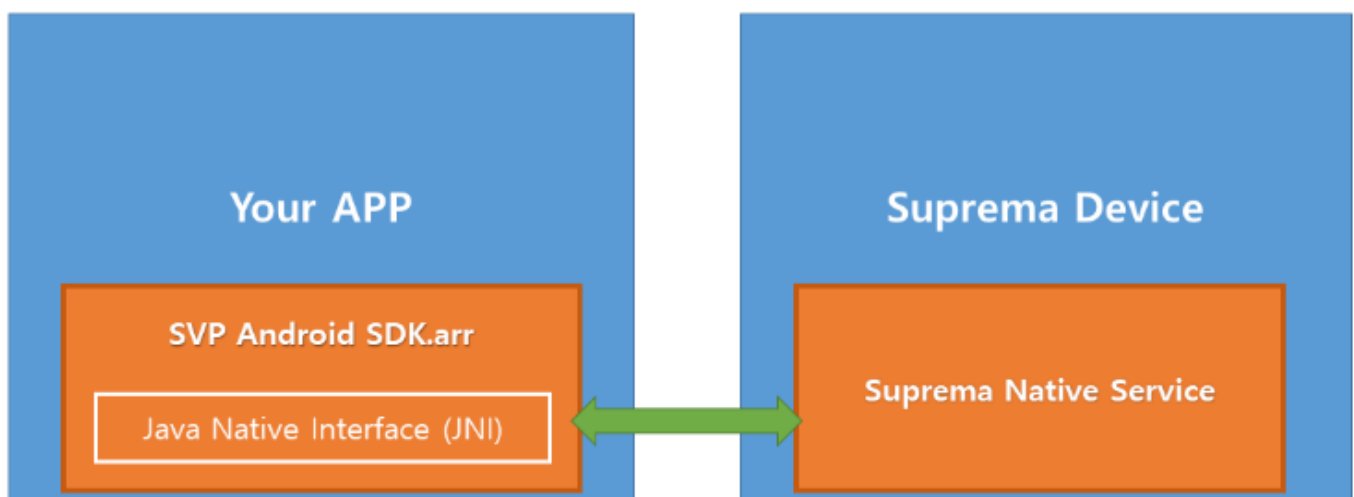 Your APP
SVP Android SDK.arr
Java Native Interface (JNI)
Suprema Device
Suprema Native Service